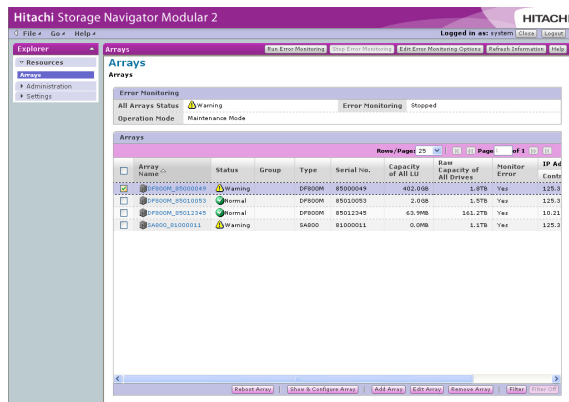 Hitachi Storage Navigator Modular 2
HITACHI
File Go Help
Logged in as: system Close Logout
Explorer
Resources
Arrays
Administration
Settings
Arrays
Run Error Monitoring Stop Error Monitoring Edit Error Monitoring Options Refresh Information Help
Arrays
Arrays
Error Monitoring
All Arrays Status Warning Error Monitoring Stopped
Operation Mode Maintenance Mode
Arrays
Rows/Page: 25 Page 1 of 1
Array Name Status Group Type Serial No. Capacity of All LU Raw Capacity of All Drives Monitor Error IP Ad
Contr
DF800M_85000049 Warning DF800M 85000049 402.0GB 1.8TB Yes 125.3
DF800M_85010053 Normal DF800M 85010053 2.0GB 1.5TB Yes 125.3
DF800M_85012345 Normal DF800M 85012345 63.9MB 161.2TB Yes 10.21
SA800_81000011 Warning SA800 81000011 0.0MB 1.1TB Yes 125.3
Reboot Array Show & Configure Array Add Array Edit Array Remove Array Filter Filter Off